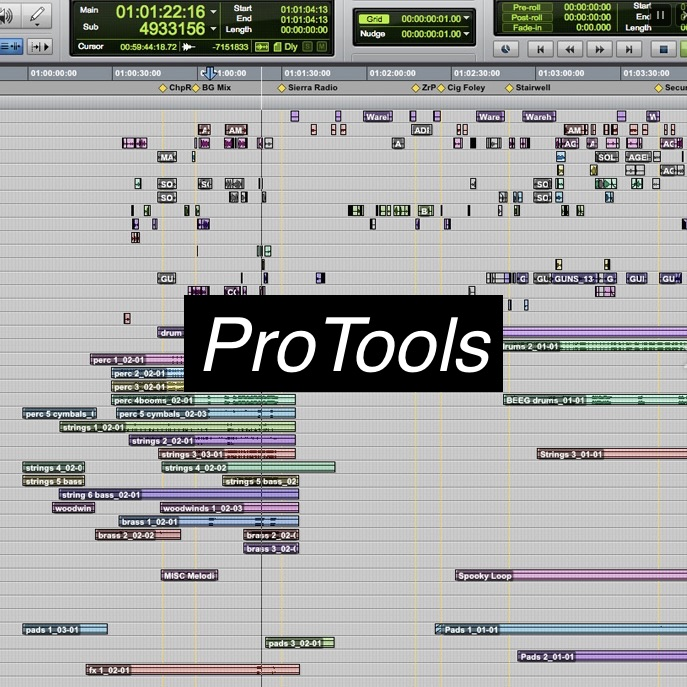 Main 01:01:22:16
Sub 4933156
Start 01:01:04:13
End 01:01:04:13
Length 00:00:00:00
Cursor 00:59:44:18.72 -7151833 Dly S M
Grid 00:00:00:01.00
Nudge 00:00:00:01.00
Pre-roll 00:00:00:00
Post-roll 00:00:00:00
Fade-in 0:00.250
Start
End
Length
01:00:00:00 01:00:30:00 01:01:00:00 01:01:30:00 01:02:00:00 01:02:30:00 01:03:00:00 01:03:30:00
ChpR BG Mix Sierra Radio ZrP Cig Foley Stairwell Secur
Warel Ware Wareh W
AM ADI AM
A AG A AG
MA SOL AGE
AG
SO SO SO
SO SO
GU G GU GUNS_13- G GUI GU
ProTools
drum
drums 2_01-01
perc 1_02-01
perc 2_02-01
perc 3_02-01
perc 4booms_02-01 BEEG drums_01-01
perc 5 cymbals_ perc 5 cymbals_02-03
strings 1_02-01
strings 2_02-01
strings 3_03-01 Strings 3_01-01
strings 4_02-0 strings 4_02-02
strings 5 bass strings 5 bass_02
string 6 bass_02-01
woodwin woodwinds 1_02-03
brass 1_02-01
brass 2_02-02 brass 2_02-0
brass 3_02-0
MISC Melodi Spooky Loop
pads 1_03-01 Pads 1_01-01
pads 3_02-01
Pads 2_01-01
fx 1_02-01